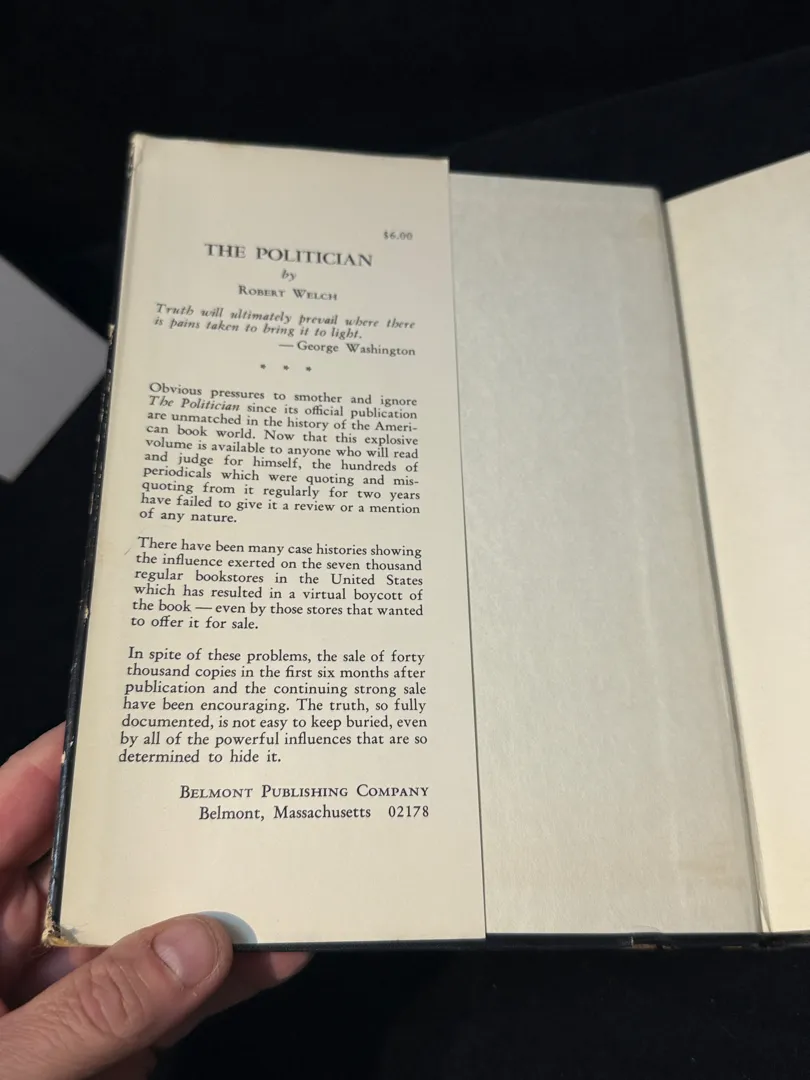 $6.00
THE POLITICIAN
by
ROBERT WELCH
Truth will ultimately prevail where there
is pains taken to bring it to light.
— George Washington
* * *
Obvious pressures to smother and ignore
The Politician since its official publication
are unmatched in the history of the Ameri-
can book world. Now that this explosive
volume is available to anyone who will read
and judge for himself, the hundreds of
periodicals which were quoting and mis-
quoting from it regularly for two years
have failed to give it a review or a mention
of any nature.
There have been many case histories showing
the influence exerted on the seven thousand
regular bookstores in the United States
which has resulted in a virtual boycott of
the book — even by those stores that wanted
to offer it for sale.
In spite of these problems, the sale of forty
thousand copies in the first six months after
publication and the continuing strong sale
have been encouraging. The truth, so fully
documented, is not easy to keep buried, even
by all of the powerful influences that are so
determined to hide it.
BELMONT PUBLISHING COMPANY
Belmont, Massachusetts 02178